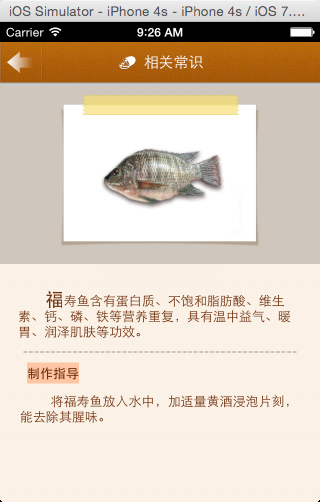 iOS Simulator - iPhone 4s - iPhone 4s / iOS 7....
Carrier 9:26 AM
相关常识
福寿鱼含有蛋白质、不饱和脂肪酸、维生
素、钙、磷、铁等营养重复，具有温中益气、暖
胃、润泽肌肤等功效。
制作指导
将福寿鱼放入水中，加适量黄酒浸泡片刻，
能去除其腥味。